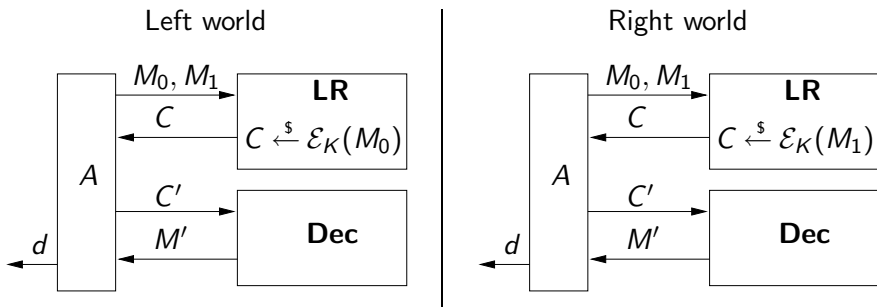 Left world
M₀, M₁
LR
C
C ←$ ℰ_K(M₀)
A
C′
Dec
M′
d
Right world
M₀, M₁
LR
C
C ←$ ℰ_K(M₁)
A
C′
Dec
M′
d